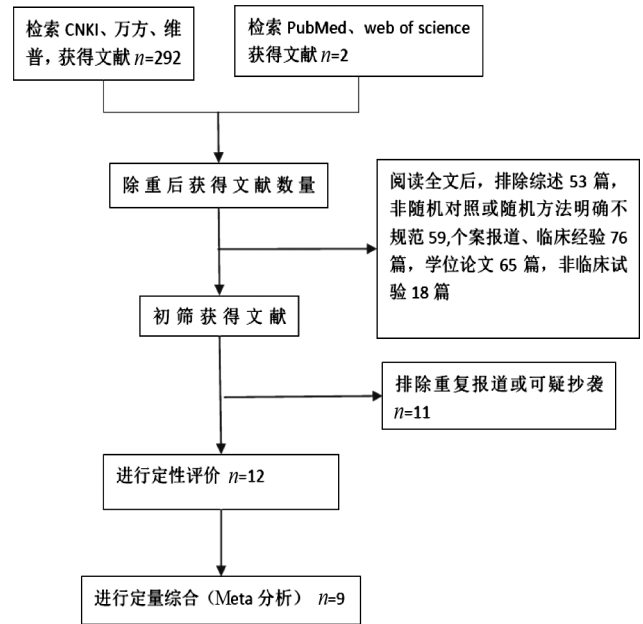 检索 CNKI、万方、维
普，获得文献 n=292
检索 PubMed、web of science
获得文献 n=2
除重后获得文献数量
阅读全文后，排除综述 53 篇，
非随机对照或随机方法明确不
规范 59,个案报道、临床经验 76
篇，学位论文 65 篇，非临床试
验 18 篇
初筛获得文献
排除重复报道或可疑抄袭
n=11
进行定性评价 n=12
进行定量综合（Meta 分析） n=9